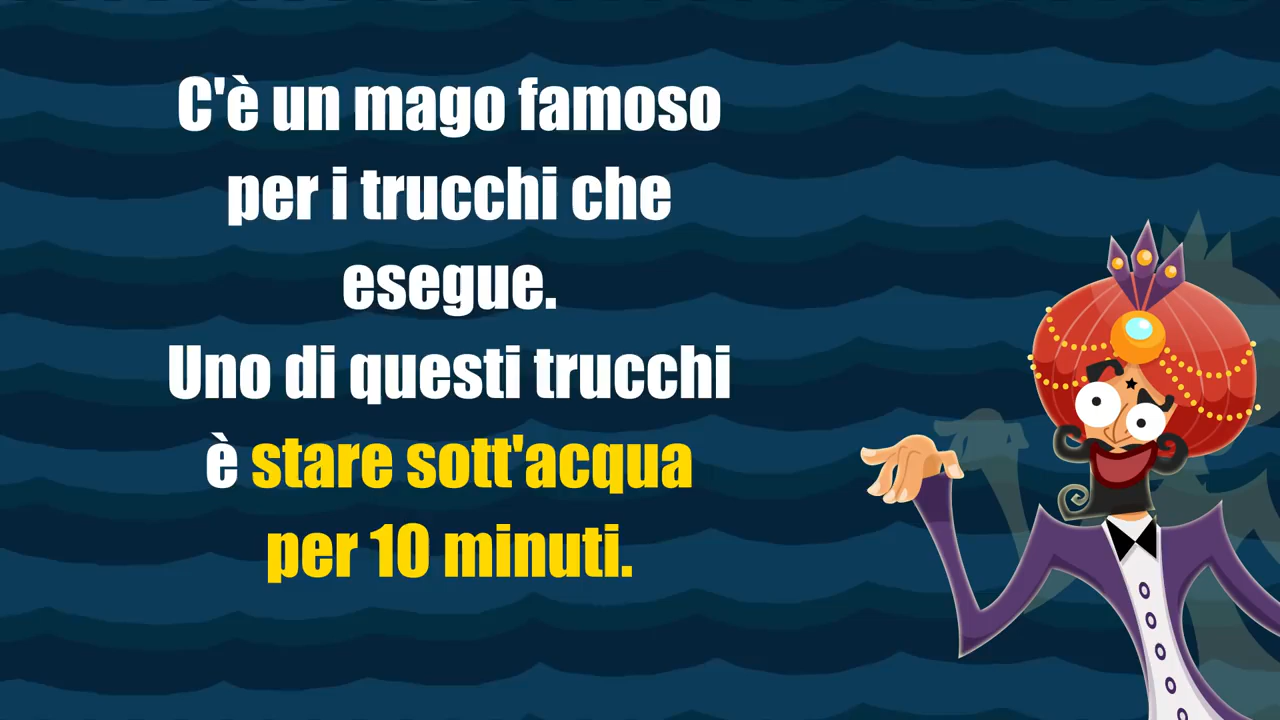 C'è un mago famoso
per i trucchi che
esegue.
Uno di questi trucchi
è stare sott'acqua
per 10 minuti.